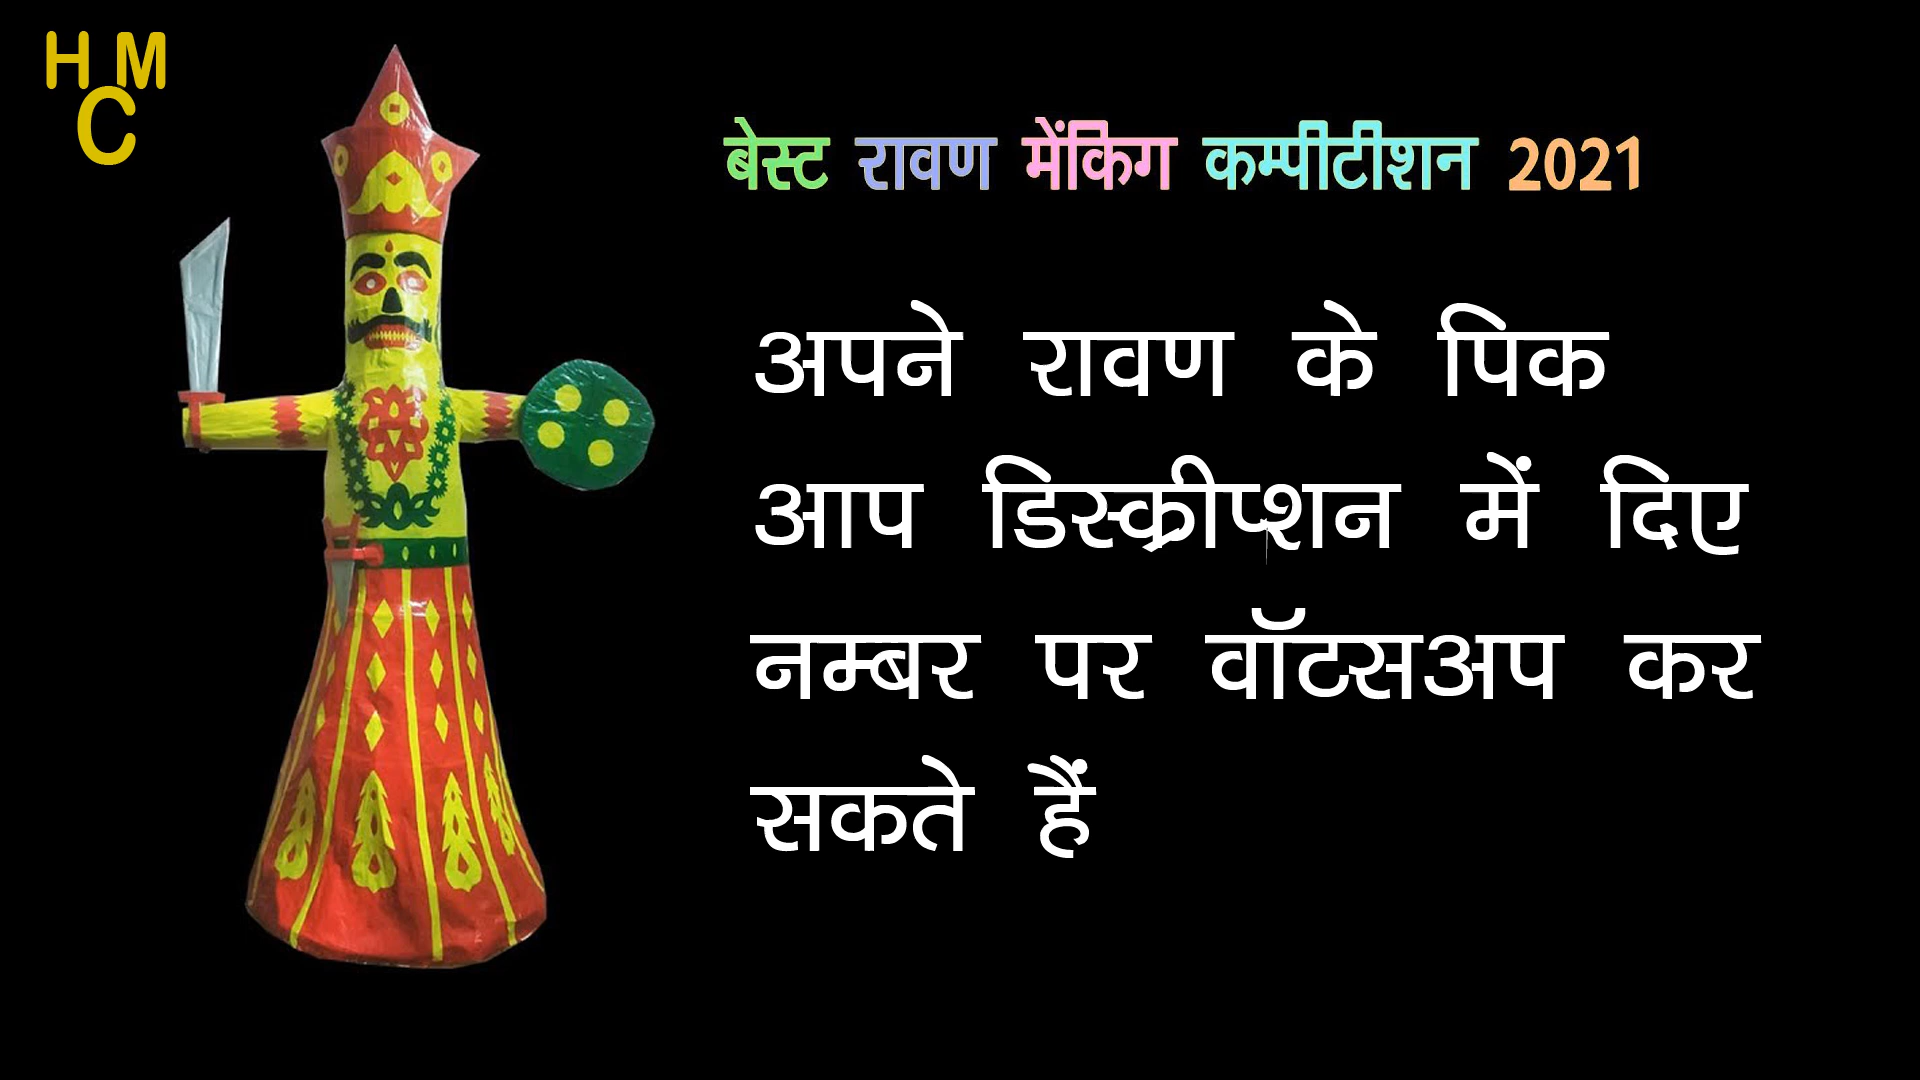 H M
C
बेस्ट रावण मेंकिग कम्पीटीशन 2021
अपने रावण के पिक
आप डिस्क्रीप्शन में दिए
नम्बर पर वॉटसअप कर
सकते हैं